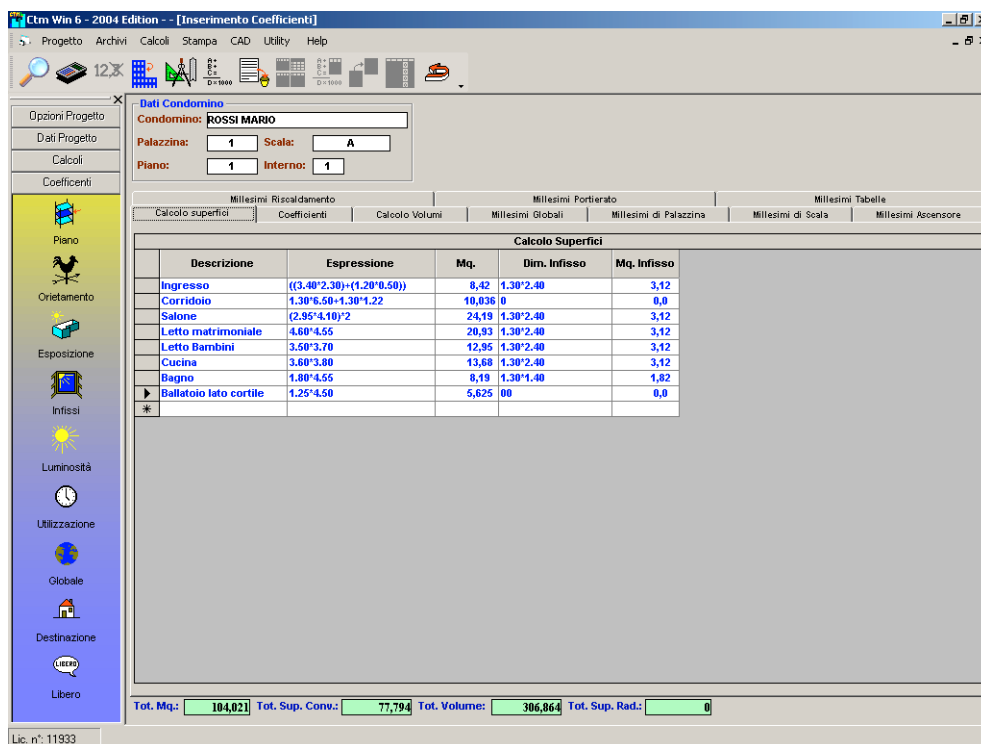 Ctm Win 6 - 2004 Edition - - [Inserimento Coefficienti]
Progetto Archivi Calcoli Stampa CAD Utility Help
Opzioni Progetto
Dati Progetto
Calcoli
Coefficenti
Piano
Orietamento
Esposizione
Infissi
Luminosità
Utilizzazione
Globale
Destinazione
LIBERO
Libero
Dati Condomino
Condomino: ROSSI MARIO
Palazzina: 1 Scala: A
Piano: 1 Interno: 1
Millesimi Riscaldamento Millesimi Portierato Millesimi Tabelle
Calcolo superfici Coefficienti Calcolo Volumi Millesimi Globali Millesimi di Palazzina Millesimi di Scala Millesimi Ascensore
Calcolo Superfici
Descrizione Espressione Mq. Dim. Infisso Mq. Infisso
Ingresso ((3.40*2.30)+(1.20*0.50)) 8,42 1.30*2.40 3,12
Corridoio 1.30*6.50+1.30*1.22 10,036 0 0,0
Salone (2.95*4.10)*2 24,19 1.30*2.40 3,12
Letto matrimoniale 4.60*4.55 20,93 1.30*2.40 3,12
Letto Bambini 3.50*3.70 12,95 1.30*2.40 3,12
Cucina 3.60*3.80 13,68 1.30*2.40 3,12
Bagno 1.80*4.55 8,19 1.30*1.40 1,82
Ballatoio lato cortile 1.25*4.50 5,625 00 0,0
Tot. Mq.: 104,021 Tot. Sup. Conv.: 77,794 Tot. Volume: 306,864 Tot. Sup. Rad.: 0
Lic. n°: 11933